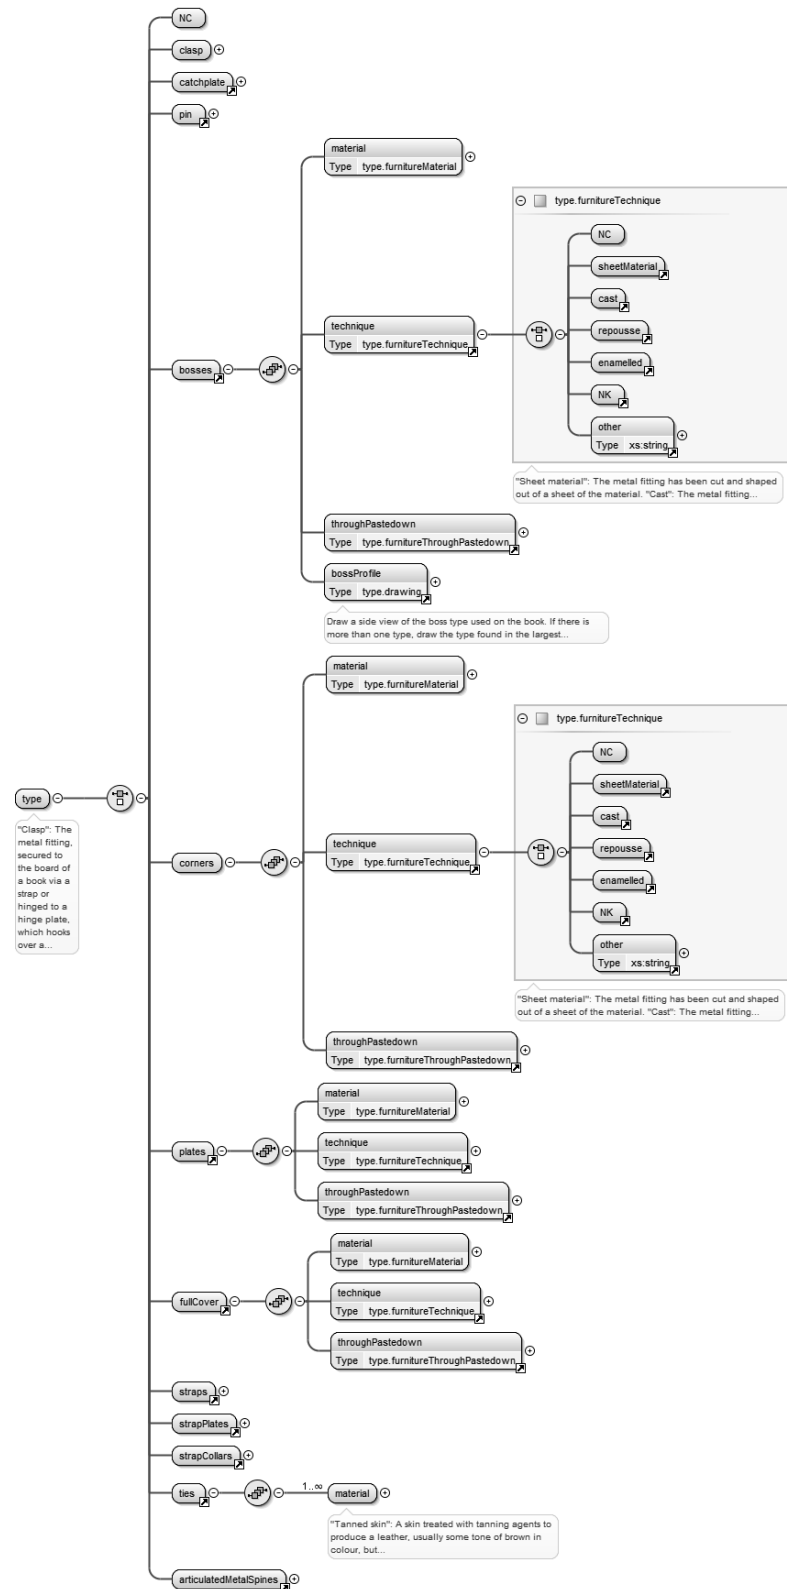 NC
clasp
catchplate
pin
material
Type type.furnitureMaterial
type.furnitureTechnique
NC
sheetMaterial
cast
technique
Type type.furnitureTechnique
repousse
enamelled
bosses
NK
other
Type xs:string
"Sheet material": The metal fitting has been cut and shaped
out of a sheet of the material. "Cast": The metal fitting...
throughPastedown
Type type.furnitureThroughPastedown
bossProfile
Type type.drawing
Draw a side view of the boss type used on the book. If there is
more than one type, draw the type found in the largest...
material
Type type.furnitureMaterial
type.furnitureTechnique
NC
sheetMaterial
type
cast
"Clasp": The
metal fitting,
secured to
the board of
a book via a
strap or
hinged to a
hinge plate,
which hooks
over a...
technique
Type type.furnitureTechnique
repousse
corners
enamelled
NK
other
Type xs:string
"Sheet material": The metal fitting has been cut and shaped
out of a sheet of the material. "Cast": The metal fitting...
throughPastedown
Type type.furnitureThroughPastedown
material
Type type.furnitureMaterial
plates
technique
Type type.furnitureTechnique
throughPastedown
Type type.furnitureThroughPastedown
material
Type type.furnitureMaterial
fullCover
technique
Type type.furnitureTechnique
throughPastedown
Type type.furnitureThroughPastedown
straps
strapPlates
strapCollars
ties
1..∞
material
"Tanned skin": A skin treated with tanning agents to
produce a leather, usually some tone of brown in
colour, but...
articulatedMetalSpines